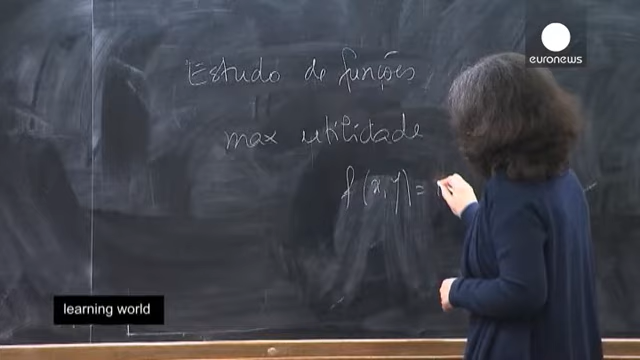 euronews
Estudo de funções
max utilidade
f(x,y) =
learning world